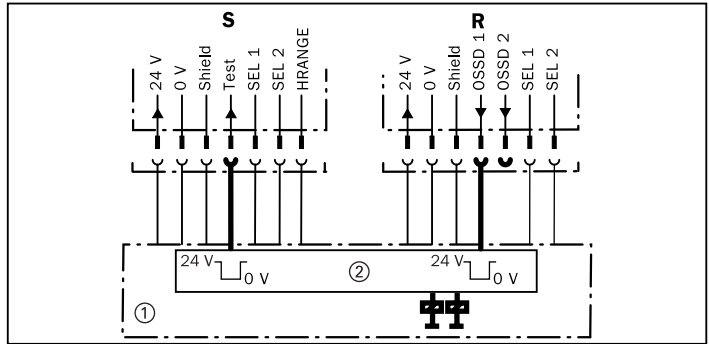 S
R
24 V
0 V
Shield
Test
SEL 1
SEL 2
HRANGE
24 V
0 V
Shield
OSSD 1
OSSD 2
SEL 1
SEL 2
24 V
0 V
②
24 V
0 V
①